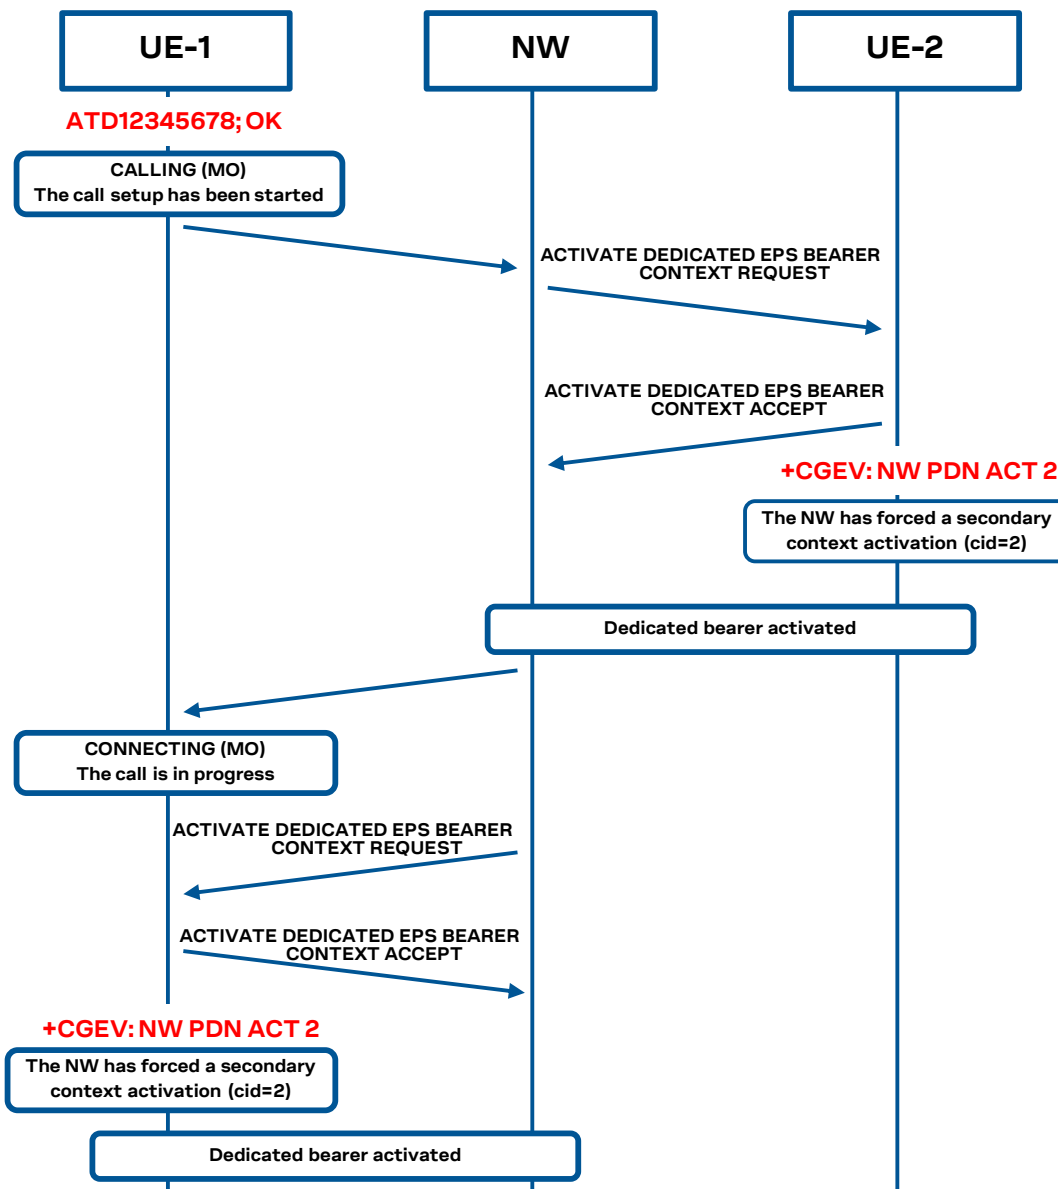 UE-1
NW
UE-2
ATD12345678; OK
CALLING (MO)
The call setup has been started
ACTIVATE DEDICATED EPS BEARER
CONTEXT REQUEST
ACTIVATE DEDICATED EPS BEARER
CONTEXT ACCEPT
+CGEV: NW PDN ACT 2
The NW has forced a secondary
context activation (cid=2)
Dedicated bearer activated
CONNECTING (MO)
The call is in progress
ACTIVATE DEDICATED EPS BEARER
CONTEXT REQUEST
ACTIVATE DEDICATED EPS BEARER
CONTEXT ACCEPT
+CGEV: NW PDN ACT 2
The NW has forced a secondary
context activation (cid=2)
Dedicated bearer activated